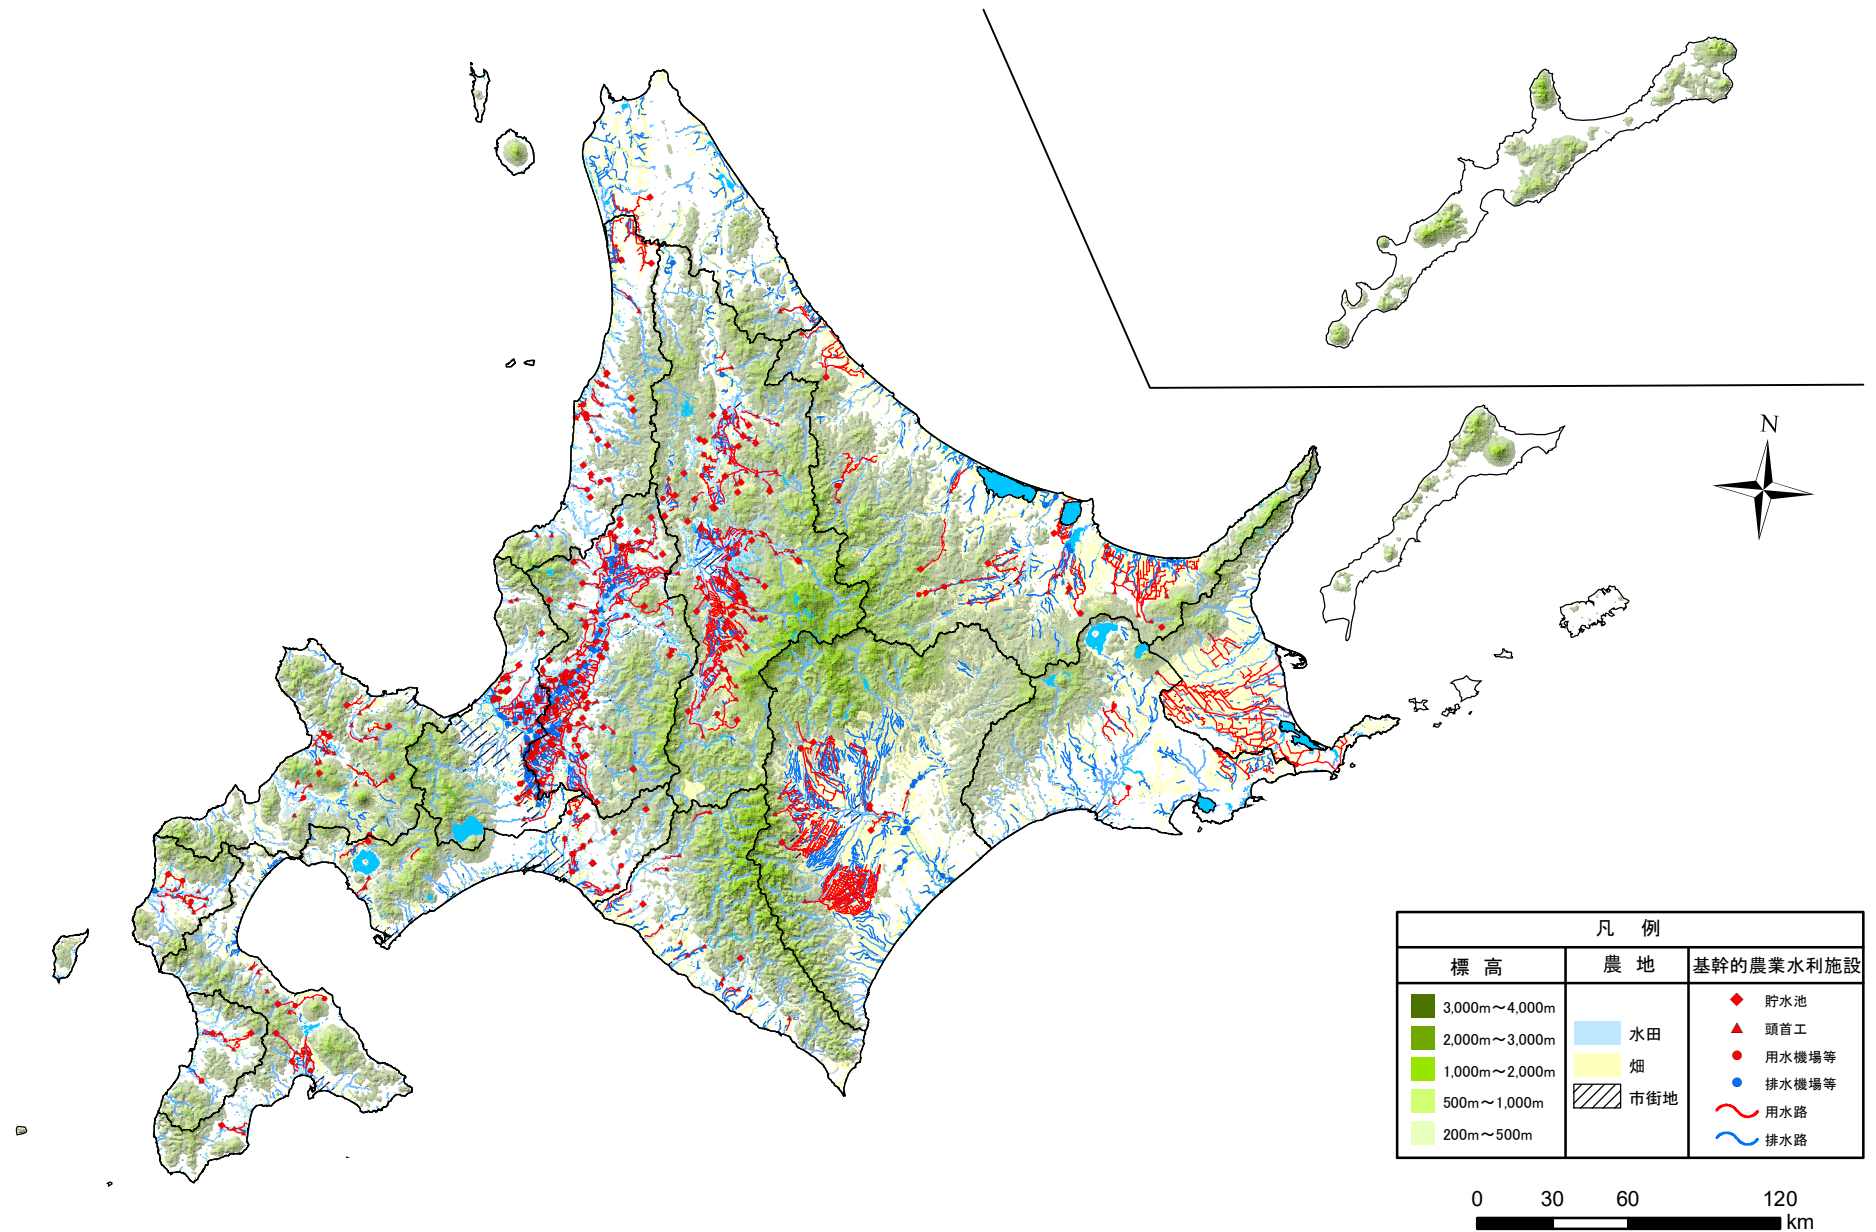 N
凡 例
標 高
農 地
基幹的農業水利施設
3,000m～4,000m
2,000m～3,000m
1,000m～2,000m
500m～1,000m
200m～500m
水田
畑
市街地
貯水池
頭首工
用水機場等
排水機場等
用水路
排水路
0 30 60 120
km